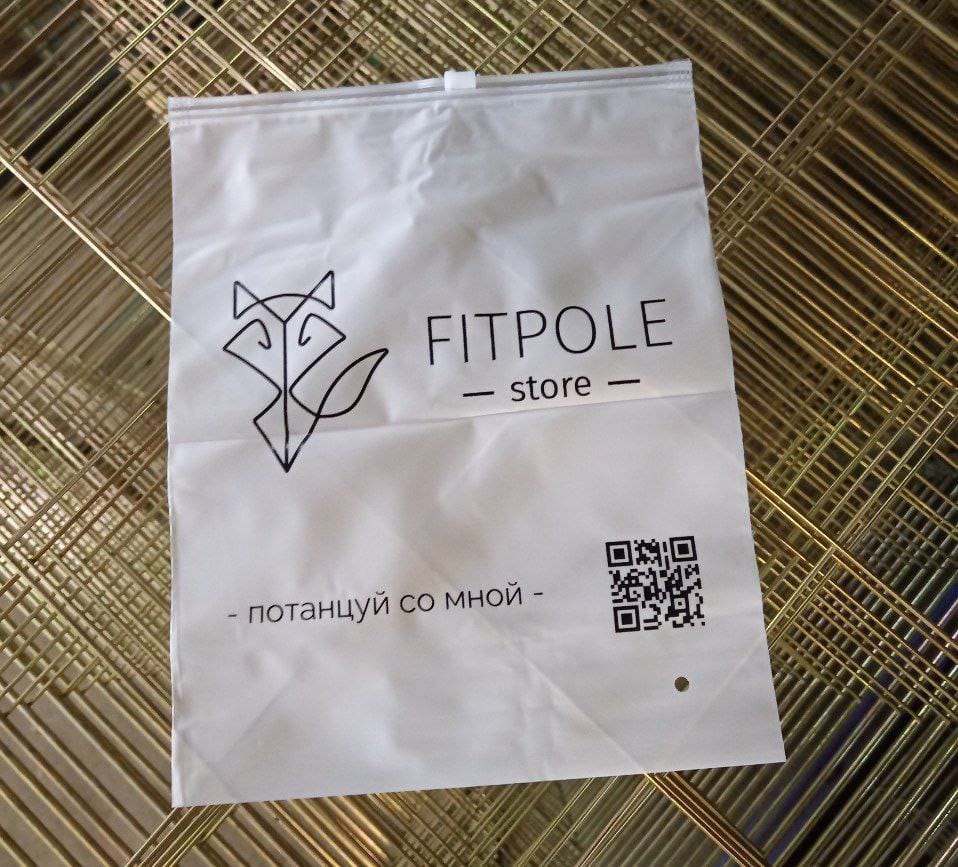 FITPOLE
— store —
- потанцуй со мной -